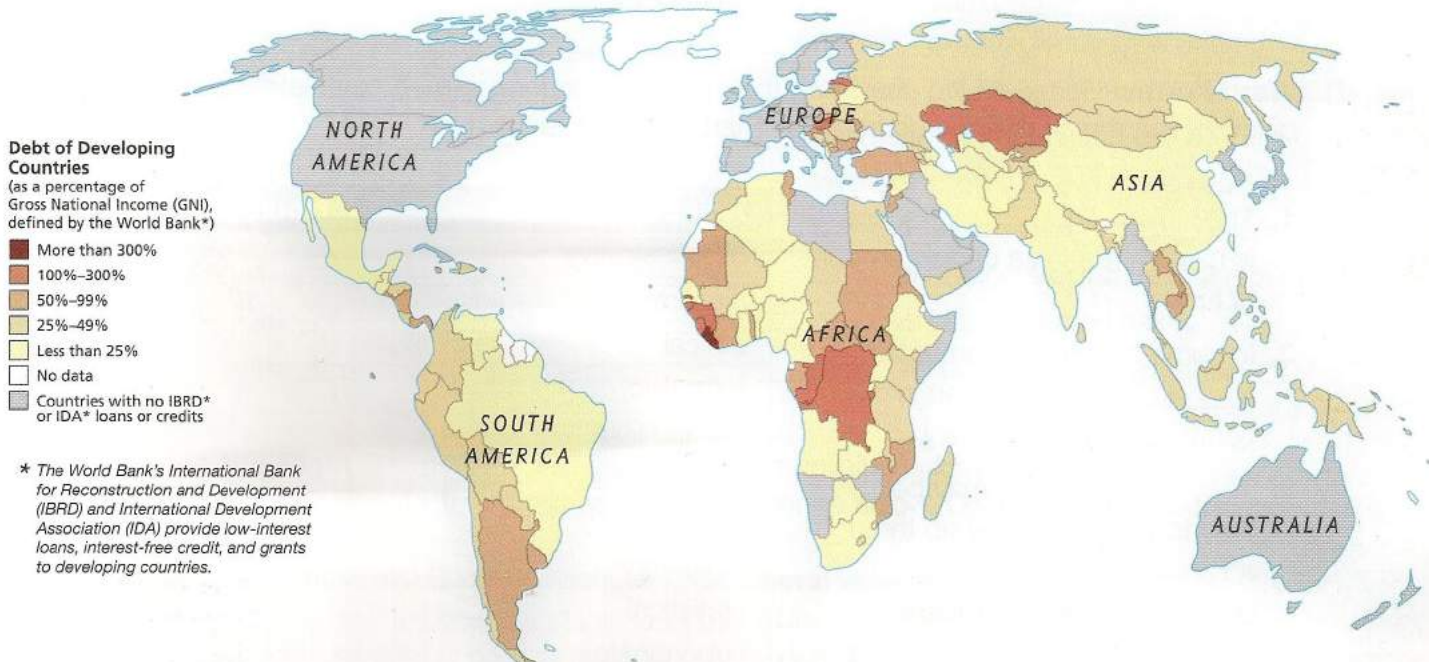 Debt of Developing
Countries
(as a percentage of
Gross National Income (GNI),
defined by the World Bank*)
More than 300%
100%–300%
50%–99%
25%–49%
Less than 25%
No data
Countries with no IBRD*
or IDA* loans or credits
* The World Bank's International Bank
for Reconstruction and Development
(IBRD) and International Development
Association (IDA) provide low-interest
loans, interest-free credit, and grants
to developing countries.
NORTH
AMERICA
SOUTH
AMERICA
EUROPE
AFRICA
ASIA
AUSTRALIA